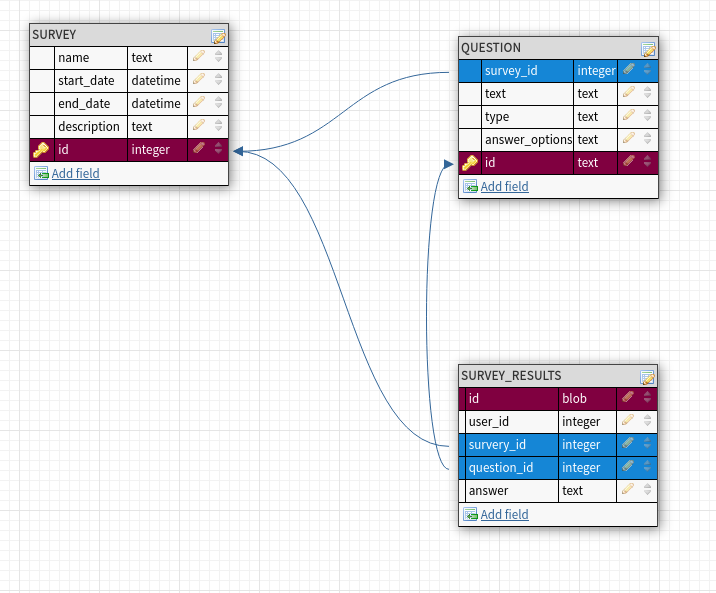 SURVEY
name text
start_date datetime
end_date datetime
description text
id integer
Add field
QUESTION
survey_id integer
text text
type text
answer_options text
id text
Add field
SURVEY_RESULTS
id blob
user_id integer
survery_id integer
question_id integer
answer text
Add field